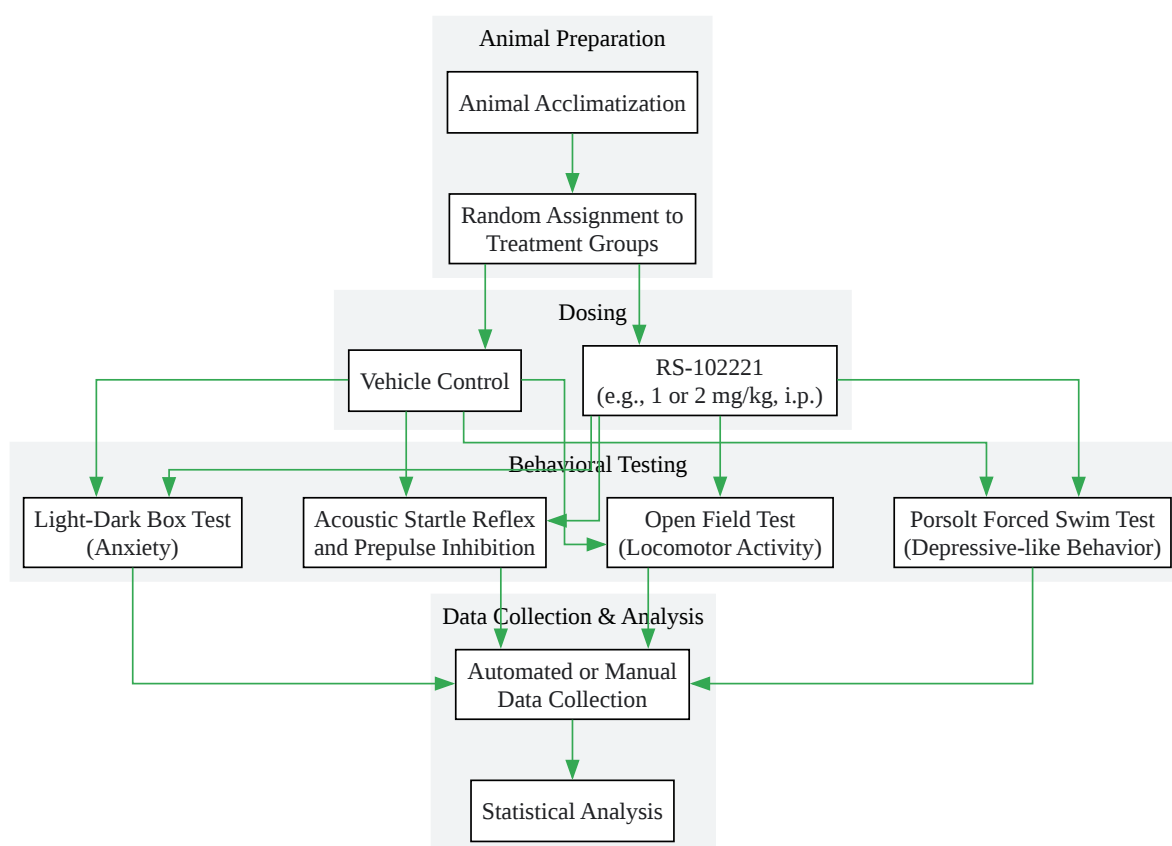 Animal Preparation
Animal Acclimatization
Random Assignment to
Treatment Groups
Dosing
Vehicle Control
RS-102221
(e.g., 1 or 2 mg/kg, i.p.)
Behavioral Testing
Light-Dark Box Test
(Anxiety)
Acoustic Startle Reflex
and Prepulse Inhibition
Open Field Test
(Locomotor Activity)
Porsolt Forced Swim Test
(Depressive-like Behavior)
Data Collection & Analysis
Automated or Manual
Data Collection
Statistical Analysis